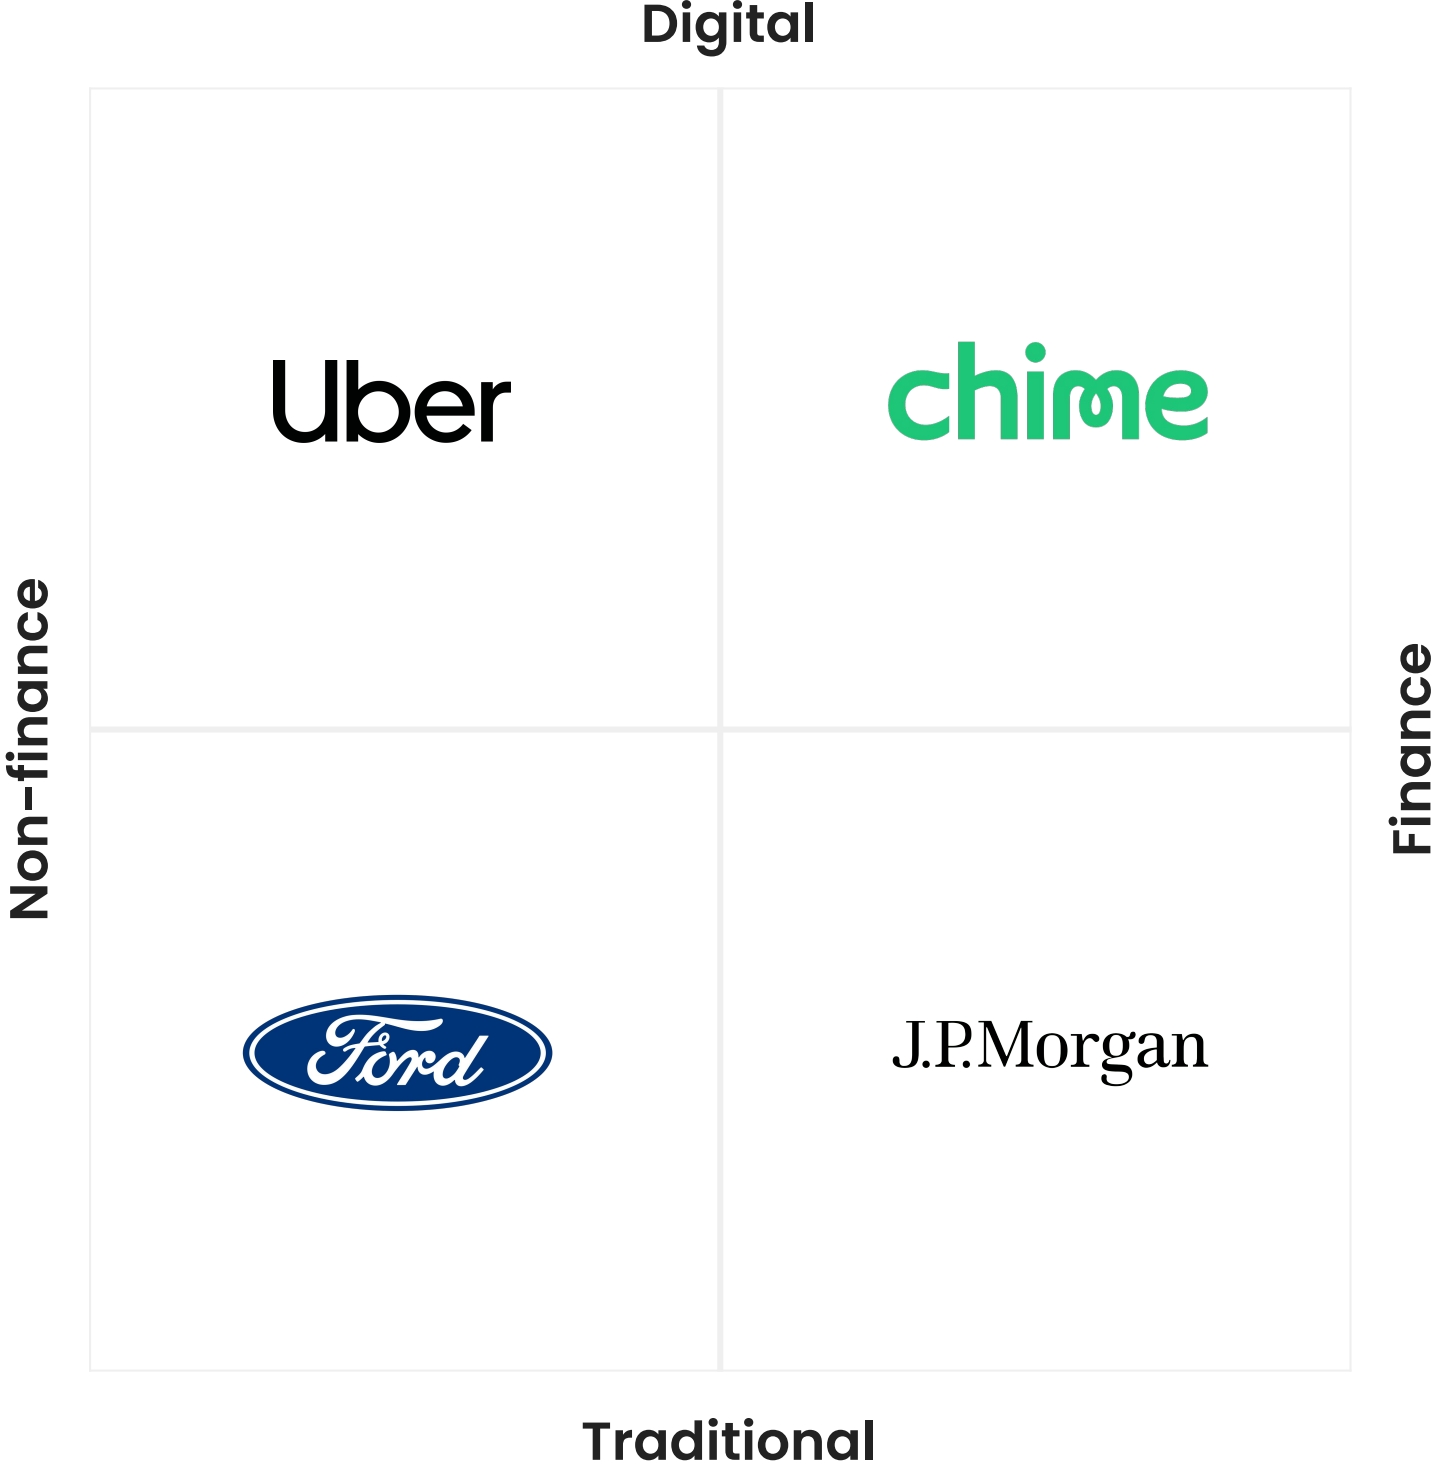 Digital
Uber
chime
Non-finance
Finance
Ford
J.P.Morgan
Traditional